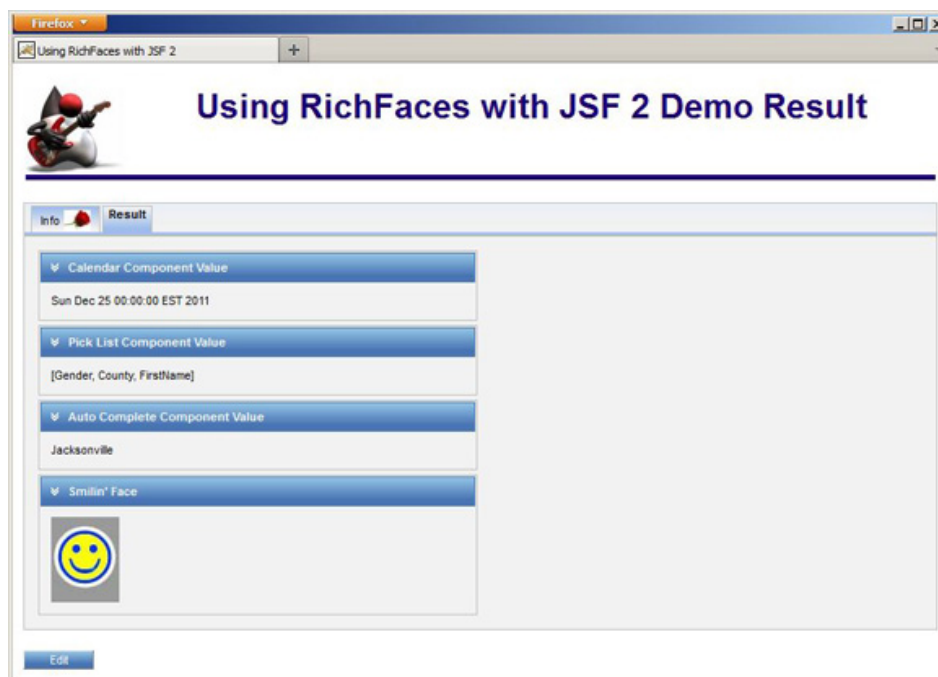 Firefox
Using RichFaces with JSF 2
Using RichFaces with JSF 2 Demo Result
Info
Result
Calendar Component Value
Sun Dec 25 00:00:00 EST 2011
Pick List Component Value
[Gender, County, FirstName]
Auto Complete Component Value
Jacksonville
Smilin' Face
Edit